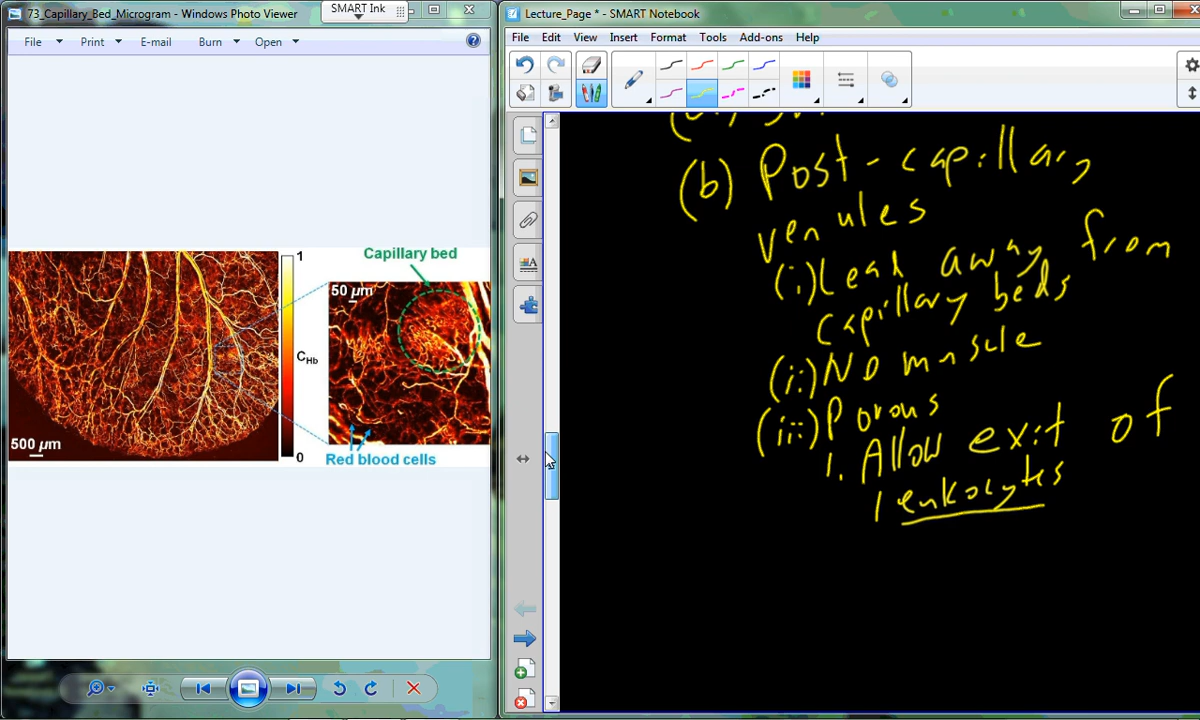 73_Capillary_Bed_Microgram - Windows Photo Viewer
SMART Ink
File Print E-mail Burn Open
Capillary bed
1
50 µm
C_Hb
500 µm
0
Red blood cells
Lecture_Page * - SMART Notebook
File Edit View Insert Format Tools Add-ons Help
(b) Post-capillary
venules
(i) Lead away from
capillary beds
(ii) No muscle
(iii) Porous
1. Allow exit of
leukocytes